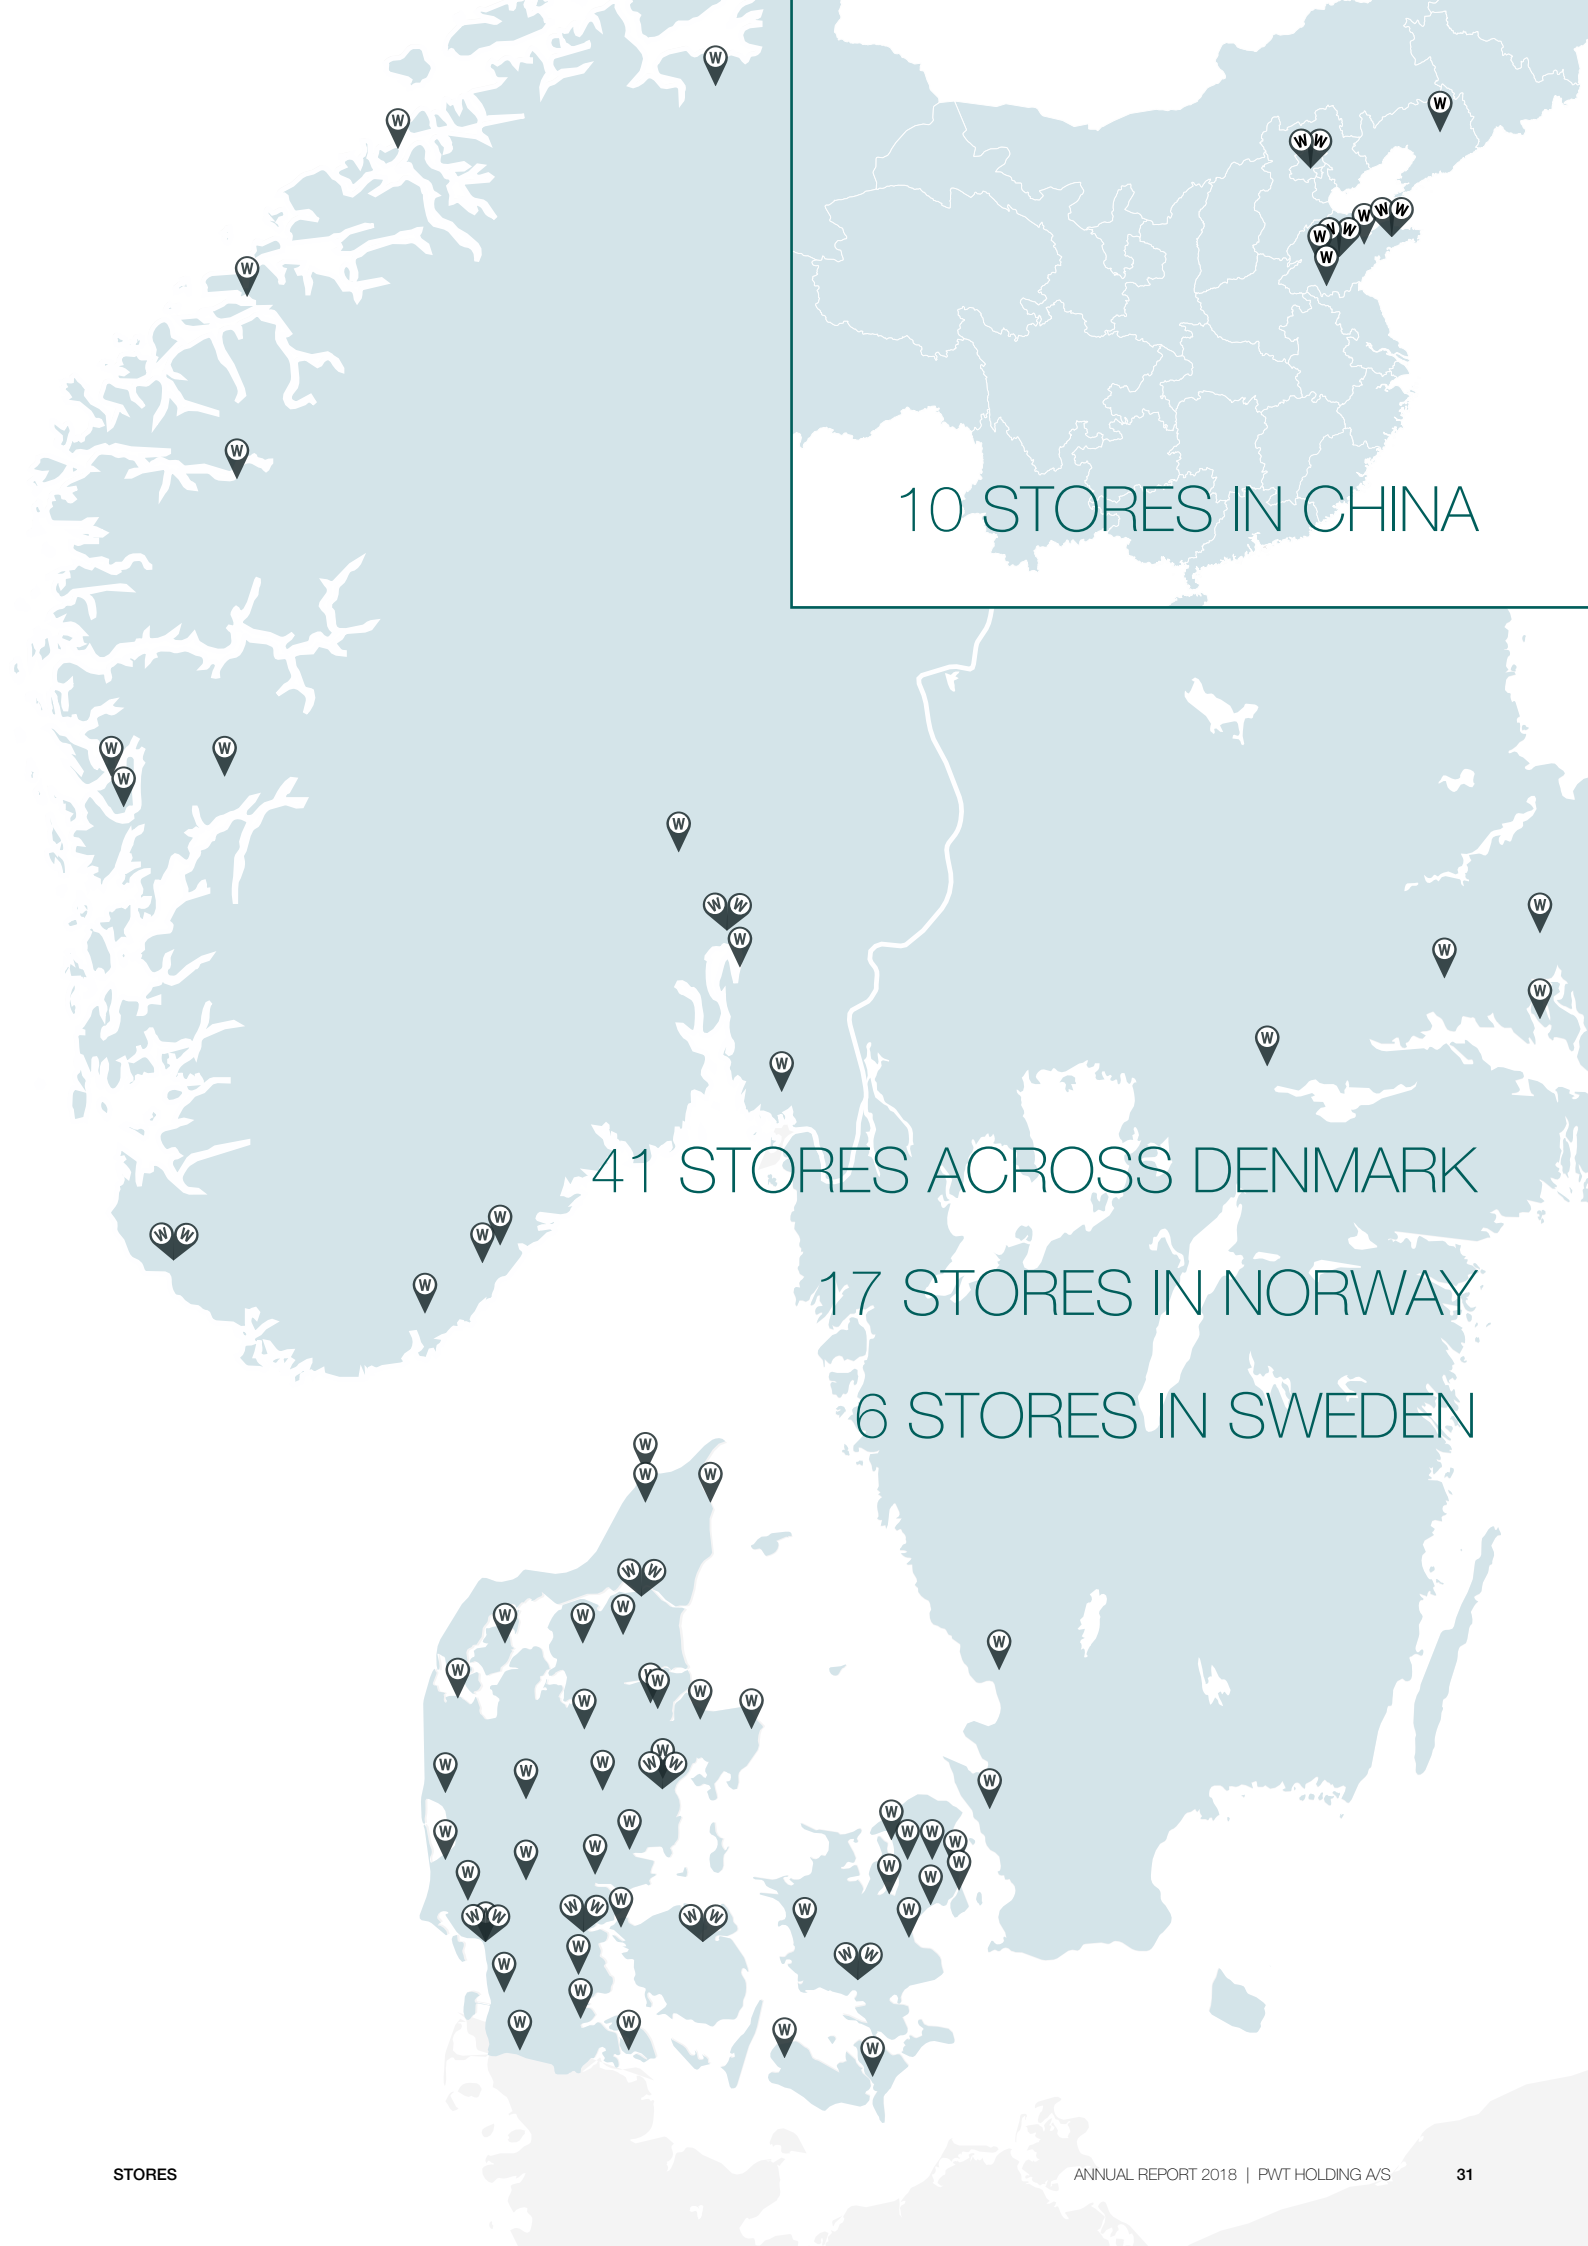 10 STORES IN CHINA
41 STORES ACROSS DENMARK
17 STORES IN NORWAY
6 STORES IN SWEDEN
STORES
ANNUAL REPORT 2018 | PWT HOLDING A/S 31